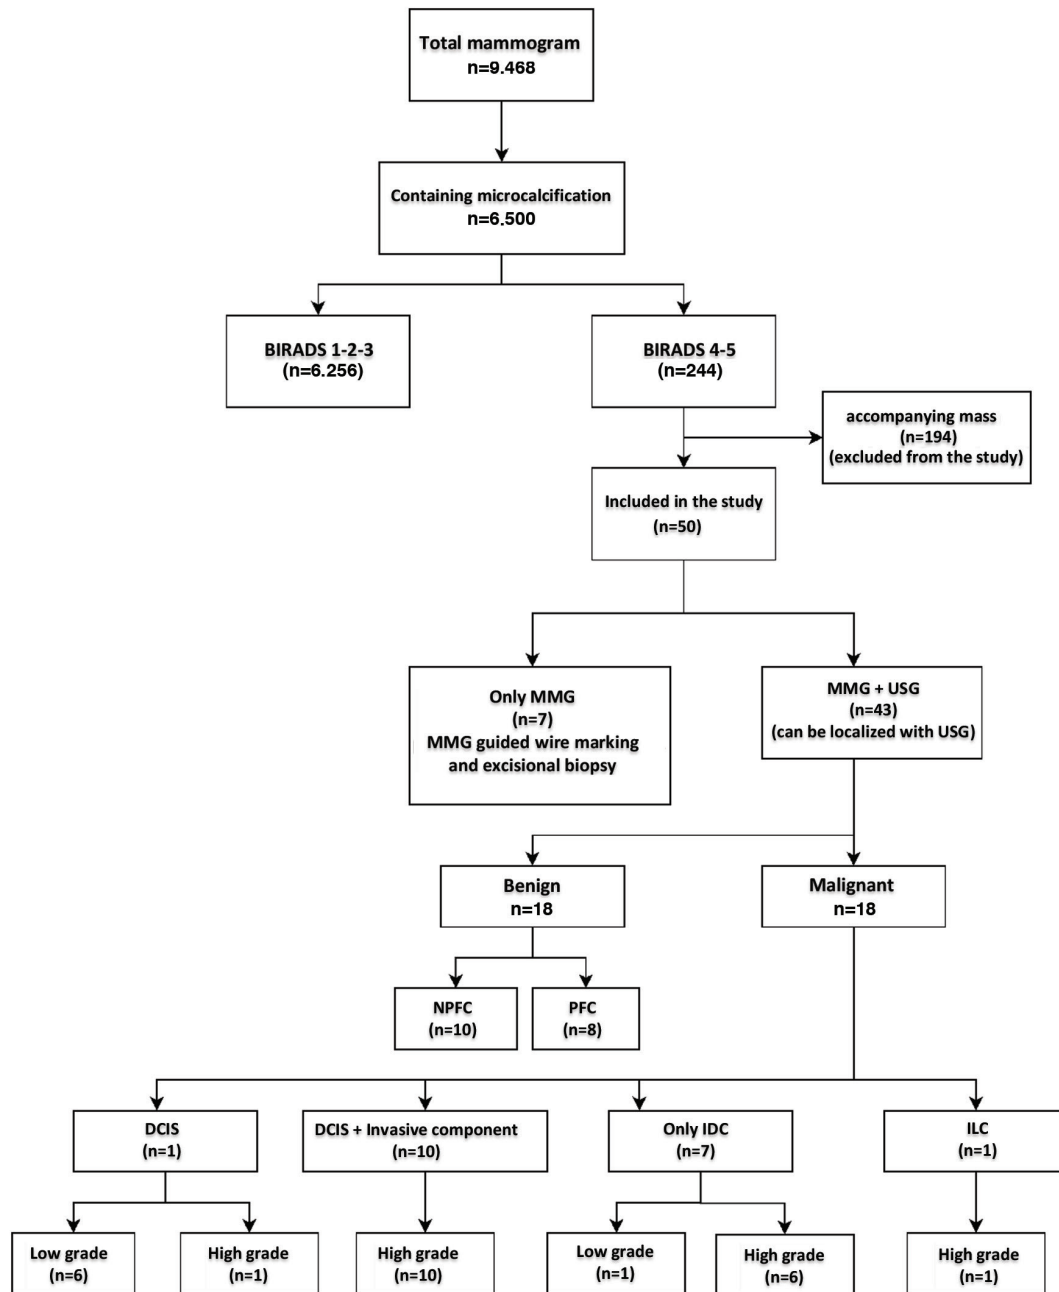 Total mammogram
n=9.468
Containing microcalcification
n=6.500
BIRADS 1-2-3
(n=6.256)
BIRADS 4-5
(n=244)
accompanying mass
(n=194)
(excluded from the study)
Included in the study
(n=50)
Only MMG
(n=7)
MMG guided wire marking
and excisional biopsy
MMG + USG
(n=43)
(can be localized with USG)
Benign
n=18
Malignant
n=18
NPFC
(n=10)
PFC
(n=8)
DCIS
(n=1)
DCIS + Invasive component
(n=10)
Only IDC
(n=7)
ILC
(n=1)
Low grade
(n=6)
High grade
(n=1)
High grade
(n=10)
Low grade
(n=1)
High grade
(n=6)
High grade
(n=1)